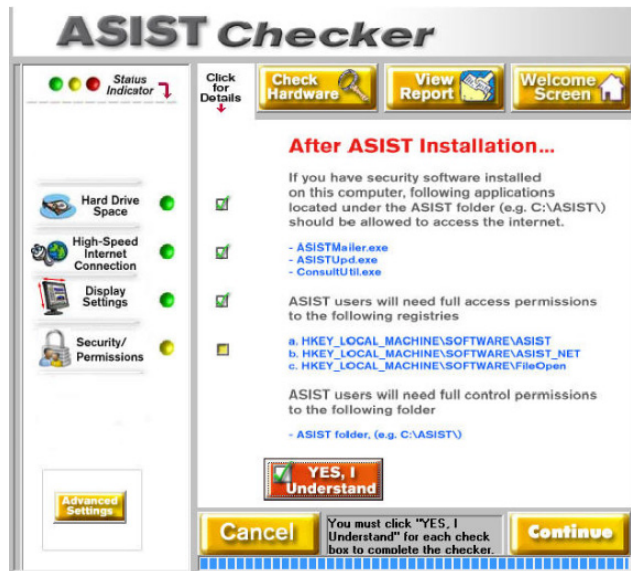 ASIST Checker
Status
Indicator
Click
for
Details
Check
Hardware
View
Report
Welcome
Screen
Hard Drive
Space
High-Speed
Internet
Connection
Display
Settings
Security/
Permissions
Advanced
Settings
After ASIST Installation...
If you have security software installed
on this computer, following applications
located under the ASIST folder (e.g. C:\ASIST\)
should be allowed to access the internet.
- ASISTMailer.exe
- ASISTUpd.exe
- ConsultUtil.exe
ASIST users will need full access permissions
to the following registries
a. HKEY_LOCAL_MACHINE\SOFTWARE\ASIST
b. HKEY_LOCAL_MACHINE\SOFTWARE\ASIST_NET
c. HKEY_LOCAL_MACHINE\SOFTWARE\FileOpen
ASIST users will need full control permissions
to the following folder
- ASIST folder, (e.g. C:\ASIST\)
YES, I
Understand
Cancel
You must click "YES, I
Understand" for each check
box to complete the checker.
Continue